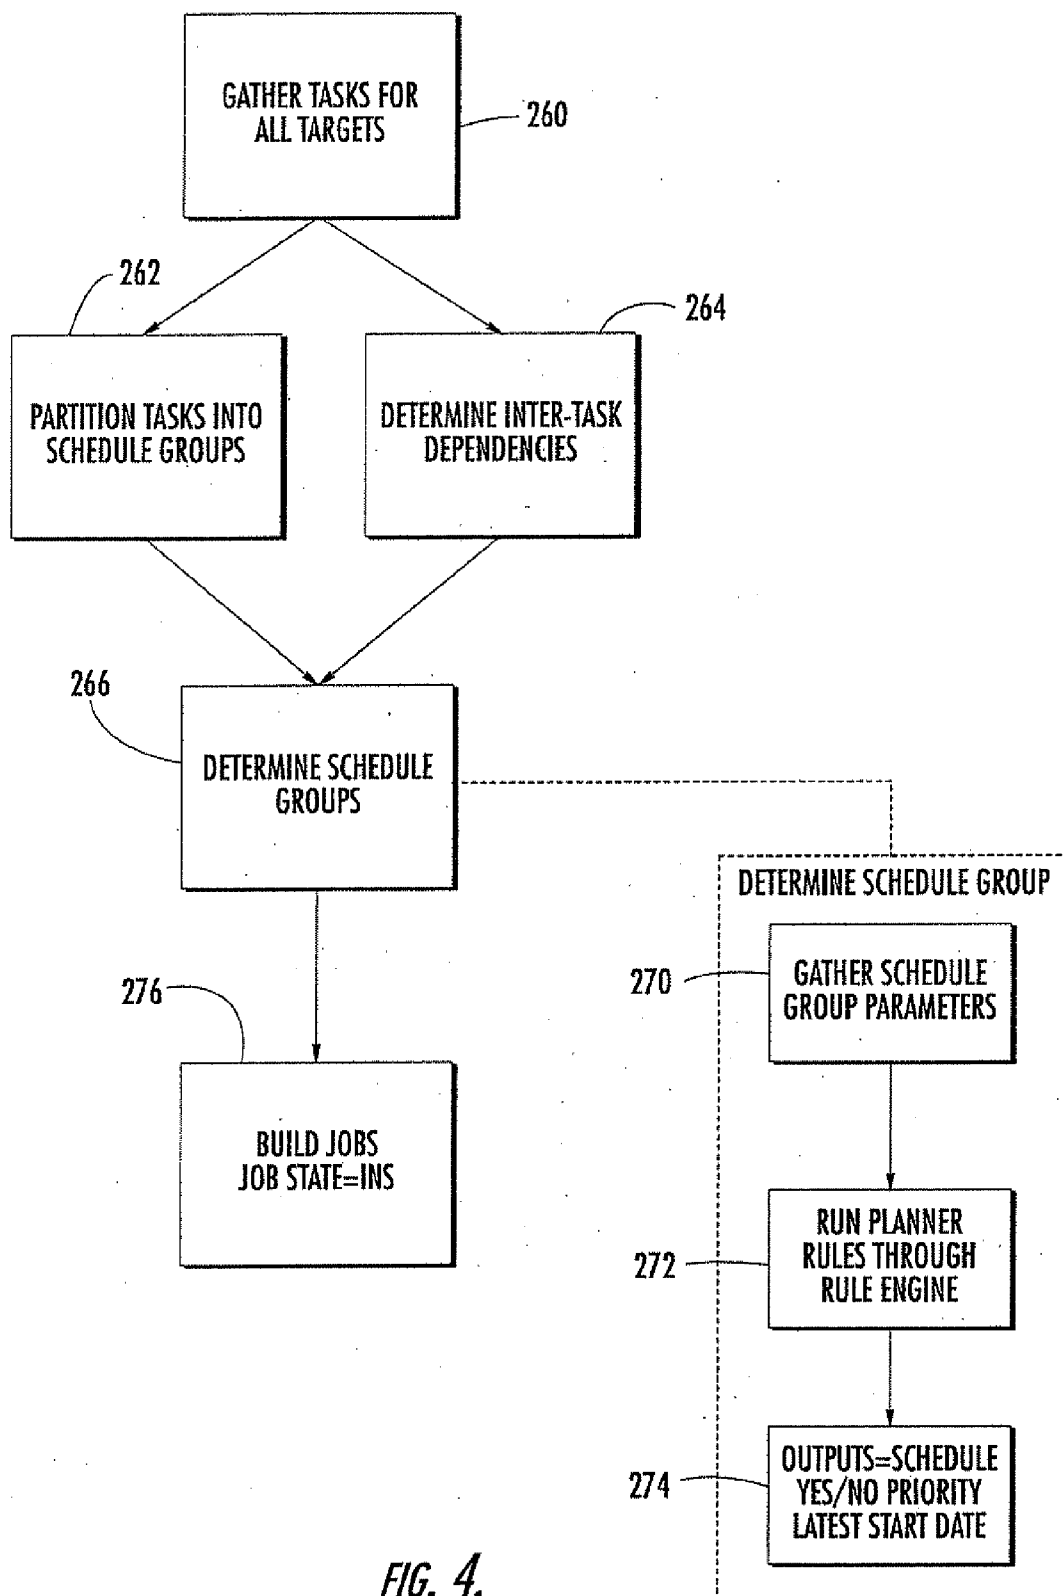 GATHER TASKS FOR
ALL TARGETS
260
262
264
PARTITION TASKS INTO
SCHEDULE GROUPS
DETERMINE INTER-TASK
DEPENDENCIES
266
DETERMINE SCHEDULE
GROUPS
DETERMINE SCHEDULE GROUP
270
GATHER SCHEDULE
GROUP PARAMETERS
276
BUILD JOBS
JOB STATE=INS
272
RUN PLANNER
RULES THROUGH
RULE ENGINE
274
OUTPUTS=SCHEDULE
YES/NO PRIORITY
LATEST START DATE
FIG. 4.